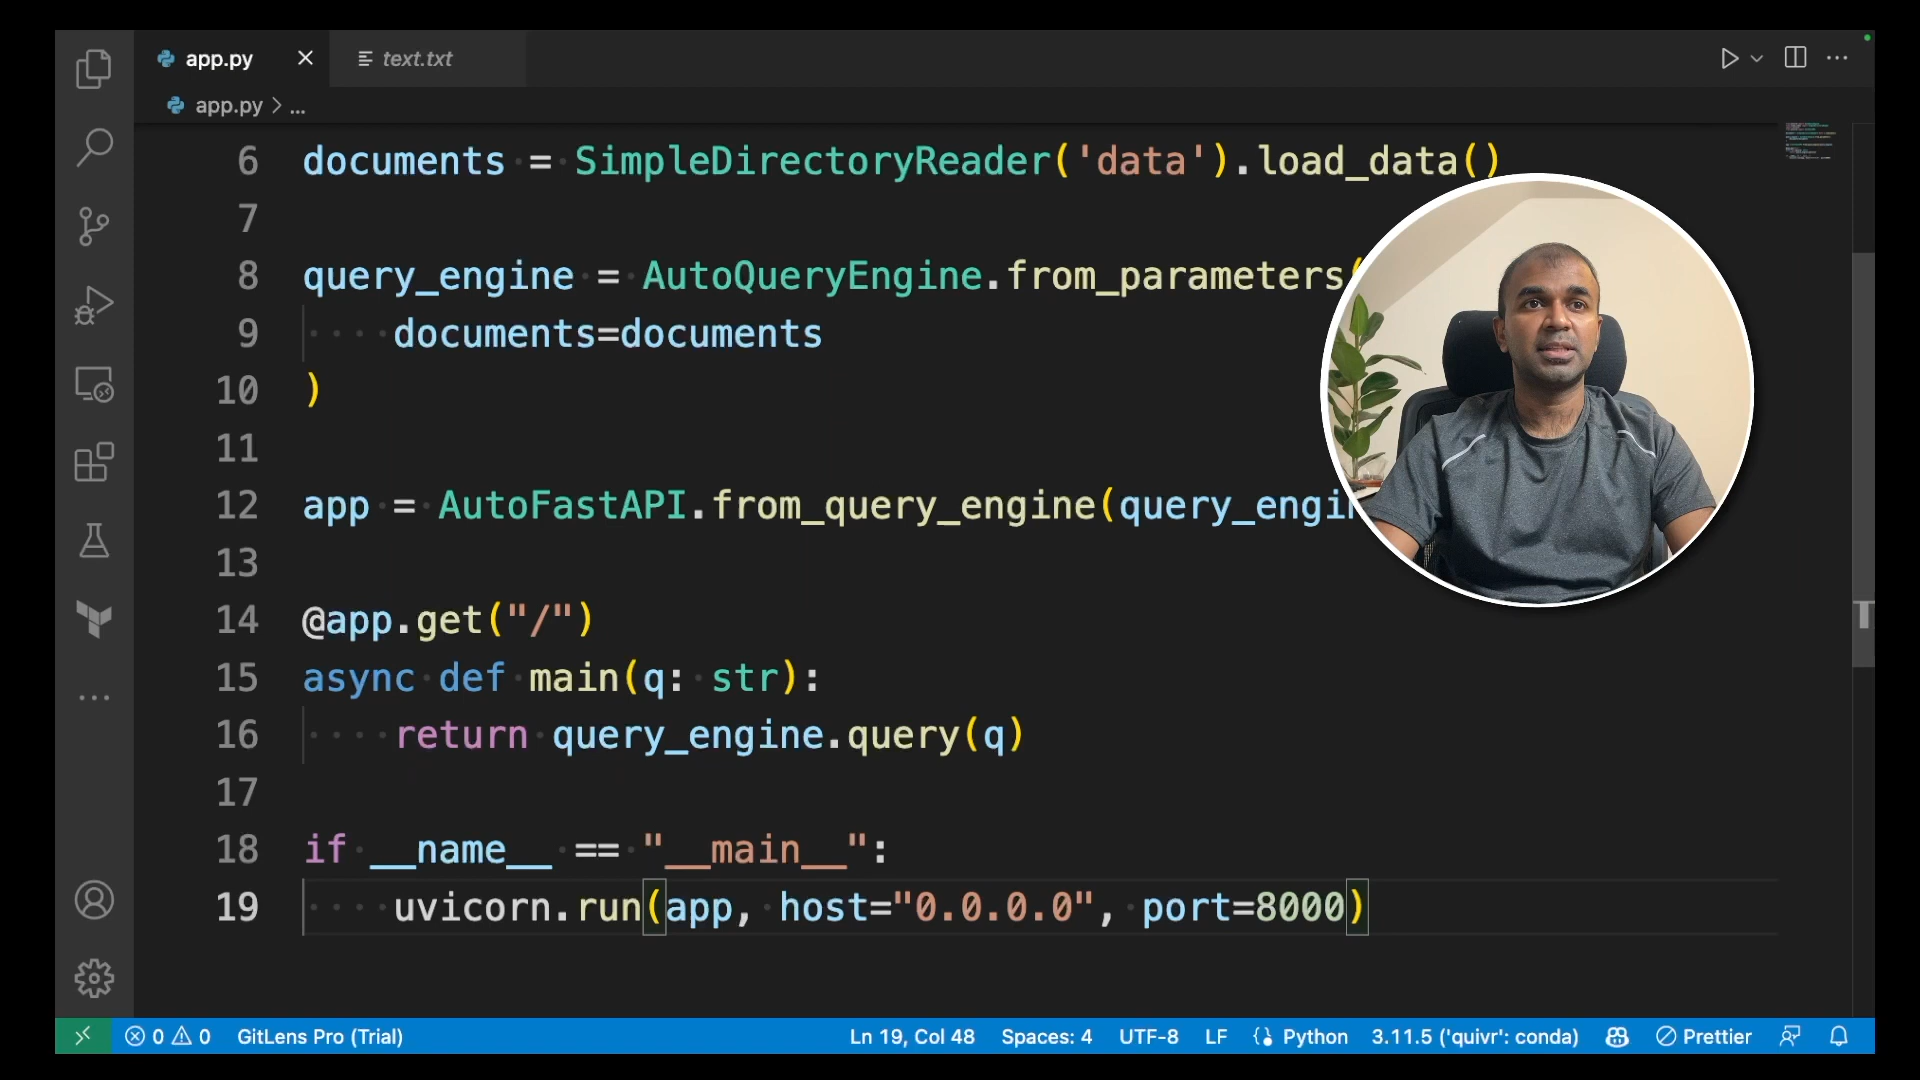 app.py
text.txt
app.py > ...
6 documents = SimpleDirectoryReader('data').load_data()
7
8 query_engine = AutoQueryEngine.from_parameters(
9 documents=documents
10 )
11
12 app = AutoFastAPI.from_query_engine(query_engin
13
14 @app.get("/")
15 async def main(q: str):
16 return query_engine.query(q)
17
18 if __name__ == "__main__":
19 uvicorn.run(app, host="0.0.0.0", port=8000)
0 0 GitLens Pro (Trial) Ln 19, Col 48 Spaces: 4 UTF-8 LF Python 3.11.5 ('quivr': conda) Prettier